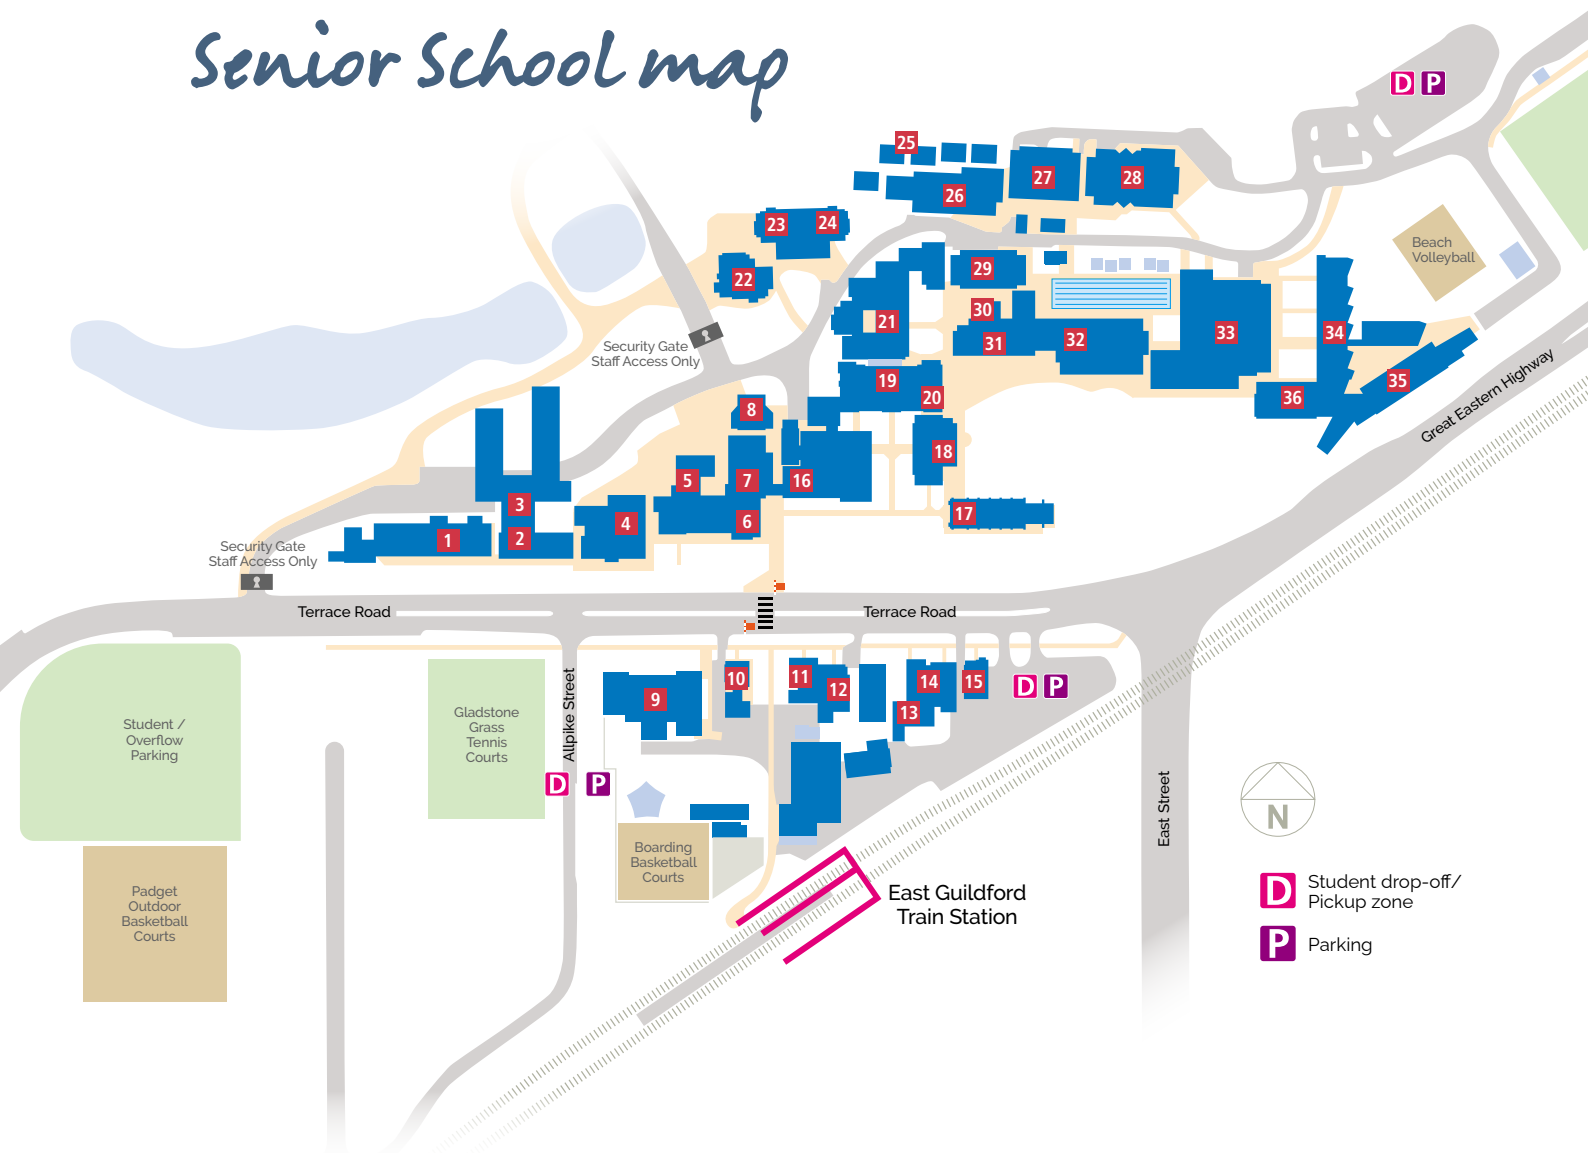 Senior School map
D P
25
26
27
28
23
24
22
29
30
31
32
33
21
34
35
36
Beach
Volleyball
Security Gate
Staff Access Only
Great Eastern Highway
19
20
8
18
5
7
16
6
17
3
4
1
2
Security Gate
Staff Access Only
Terrace Road
Terrace Road
10
11
12
14
15
13
9
D P
Student /
Overflow
Parking
Gladstone
Grass
Tennis
Courts
Allpike Street
D P
East Street
N
Boarding
Basketball
Courts
Padget
Outdoor
Basketball
Courts
East Guildford
Train Station
D Student drop-off/
Pickup zone
P Parking